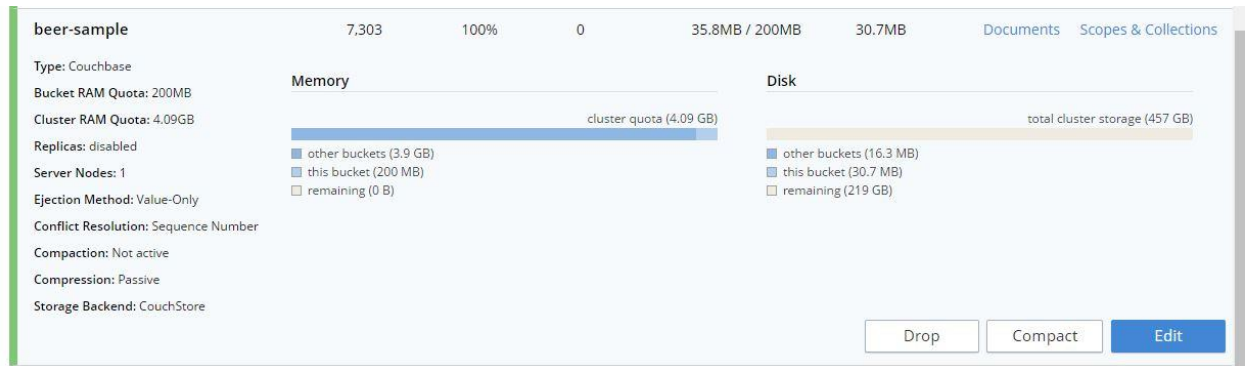 beer-sample 7,303 100% 0 35.8MB / 200MB 30.7MB Documents Scopes & Collections
Type: Couchbase
Bucket RAM Quota: 200MB
Cluster RAM Quota: 4.09GB
Replicas: disabled
Server Nodes: 1
Ejection Method: Value-Only
Conflict Resolution: Sequence Number
Compaction: Not active
Compression: Passive
Storage Backend: CouchStore
Memory
cluster quota (4.09 GB)
other buckets (3.9 GB)
this bucket (200 MB)
remaining (0 B)
Disk
total cluster storage (457 GB)
other buckets (16.3 MB)
this bucket (30.7 MB)
remaining (219 GB)
Drop Compact Edit